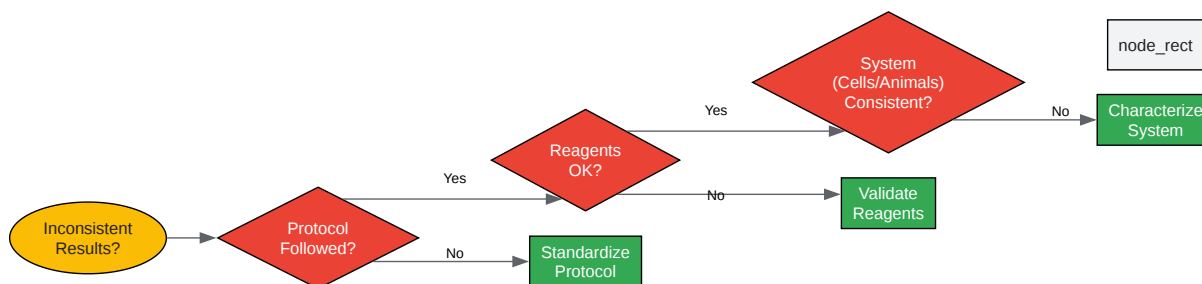 Inconsistent
Results?
Protocol
Followed?
Yes
No
Standardize
Protocol
Reagents
OK?
Yes
No
Validate
Reagents
System
(Cells/Animals)
Consistent?
No
Characterize
System
node_rect